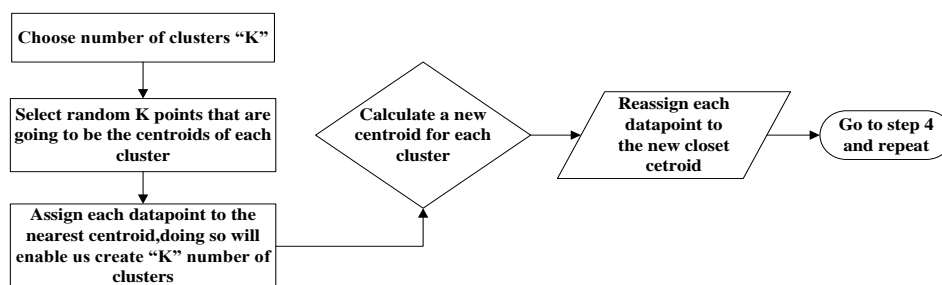 Choose number of clusters “K”
Select random K points that are
going to be the centroids of each
cluster
Assign each datapoint to the
nearest centroid,doing so will
enable us create “K” number of
clusters
Calculate a new
centroid for each
cluster
Reassign each
datapoint to
the new closet
cetroid
Go to step 4
and repeat